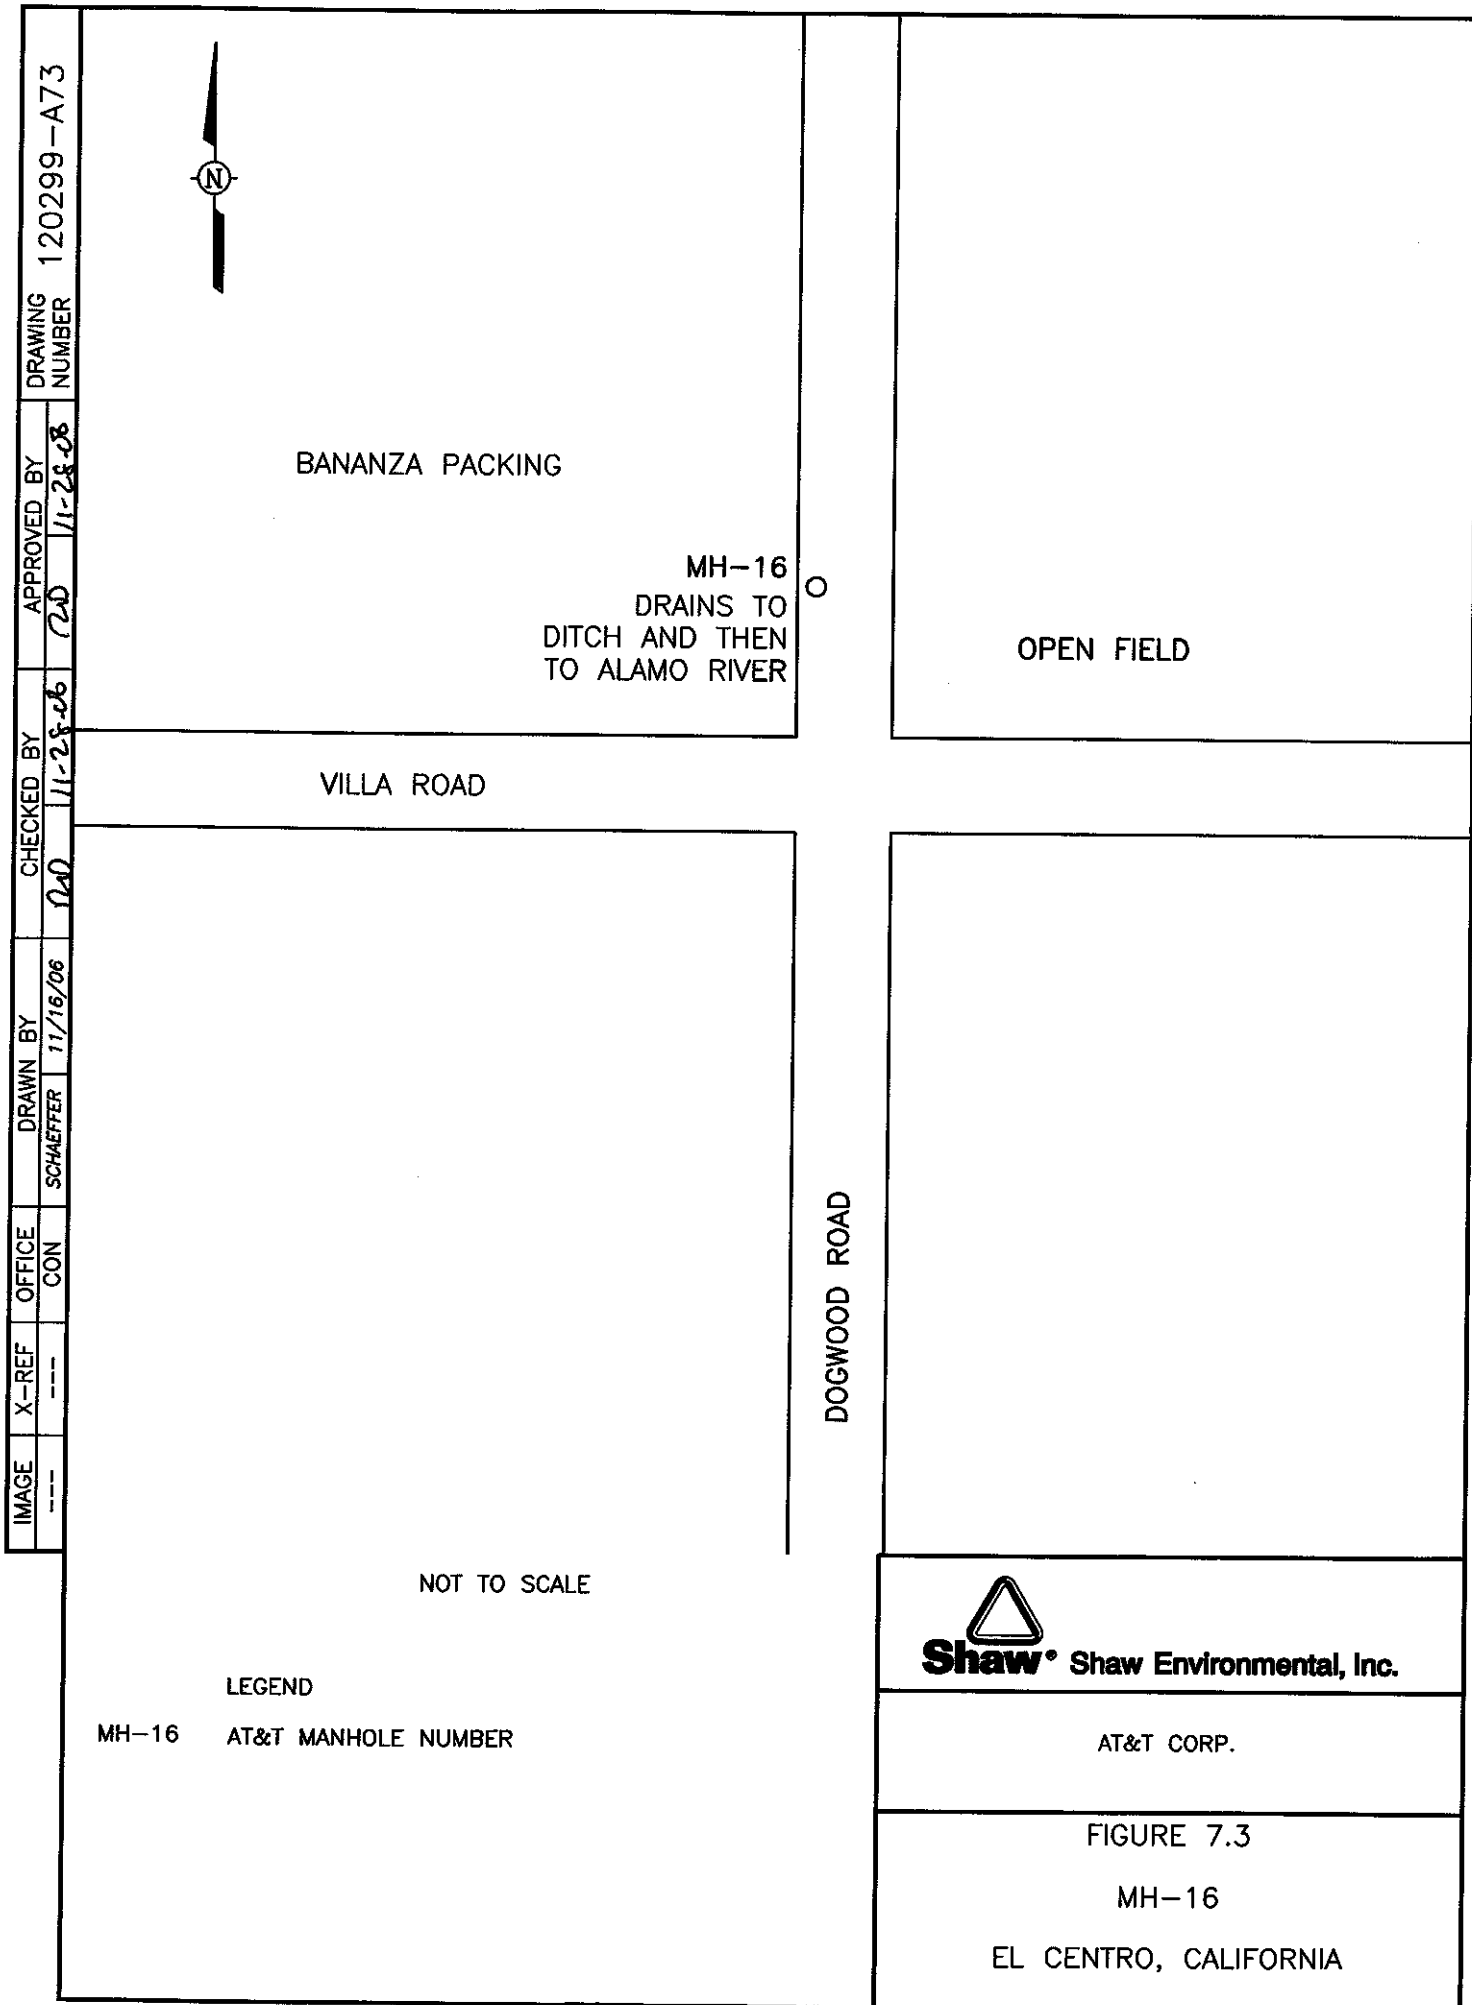 DRAWING
NUMBER
120299-A73
APPROVED BY
11-28-06
CHECKED BY
11-28-06
DRAWN BY
SCHAEFFER
11/16/06
OFFICE
CON
X-REF
---
IMAGE
---
N
BANANZA PACKING
MH-16
DRAINS TO
DITCH AND THEN
TO ALAMO RIVER
OPEN FIELD
VILLA ROAD
DOGWOOD ROAD
NOT TO SCALE
LEGEND
MH-16 AT&T MANHOLE NUMBER
Shaw® Shaw Environmental, Inc.
AT&T CORP.
FIGURE 7.3
MH-16
EL CENTRO, CALIFORNIA